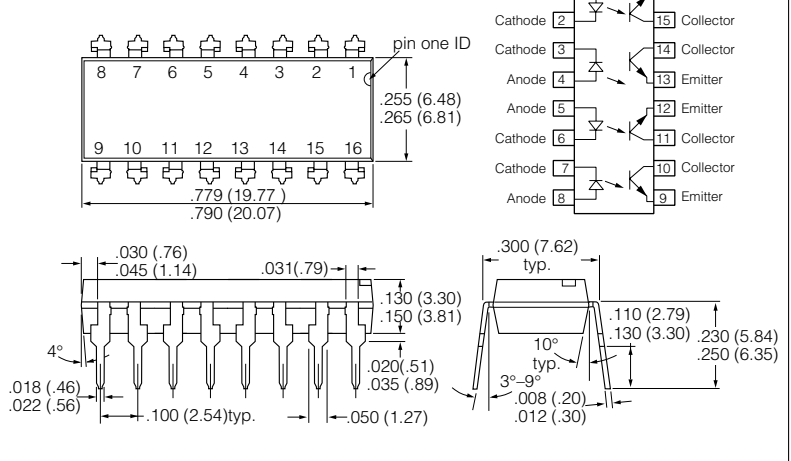 pin one ID
8 7 6 5 4 3 2 1
9 10 11 12 13 14 15 16
.255 (6.48)
.265 (6.81)
.779 (19.77 )
.790 (20.07)
Cathode 2
15 Collector
Cathode 3
14 Collector
Anode 4
13 Emitter
Anode 5
12 Emitter
Cathode 6
11 Collector
Cathode 7
10 Collector
Anode 8
9 Emitter
.030 (.76)
.045 (1.14)
.031(.79)
.130 (3.30)
.150 (3.81)
4°
.020(.51)
.035 (.89)
.018 (.46)
.022 (.56)
.100 (2.54)typ.
.050 (1.27)
.300 (7.62)
typ.
.110 (2.79)
.130 (3.30)
.230 (5.84)
.250 (6.35)
10°
typ.
3°–9°
.008 (.20)
.012 (.30)